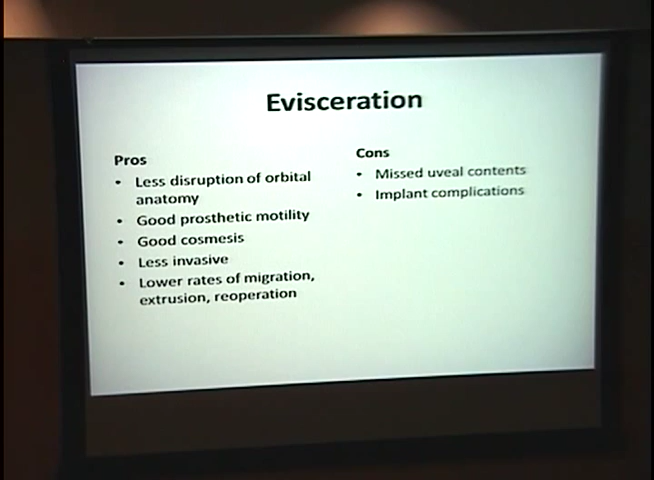 Evisceration
Pros
• Less disruption of orbital
anatomy
• Good prosthetic motility
• Good cosmesis
• Less invasive
• Lower rates of migration,
extrusion, reoperation
Cons
• Missed uveal contents
• Implant complications